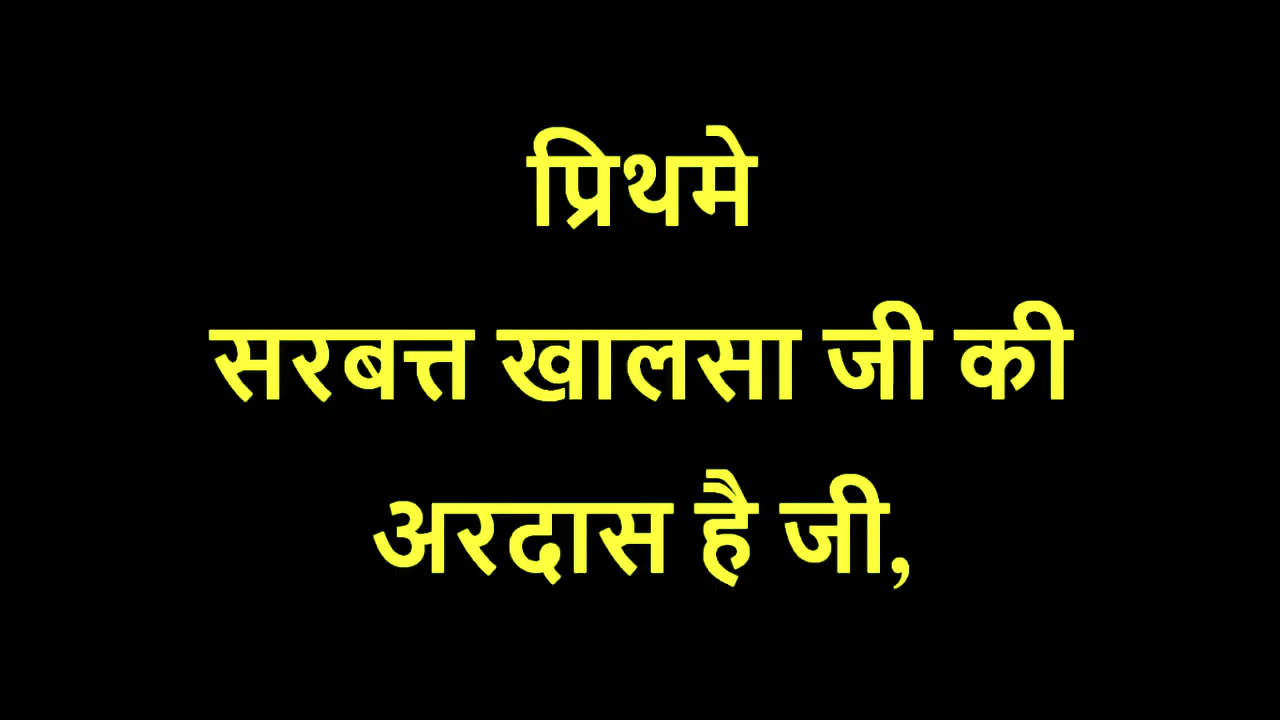 प्रिथमे
सरबत्त खालसा जी की
अरदास है जी,